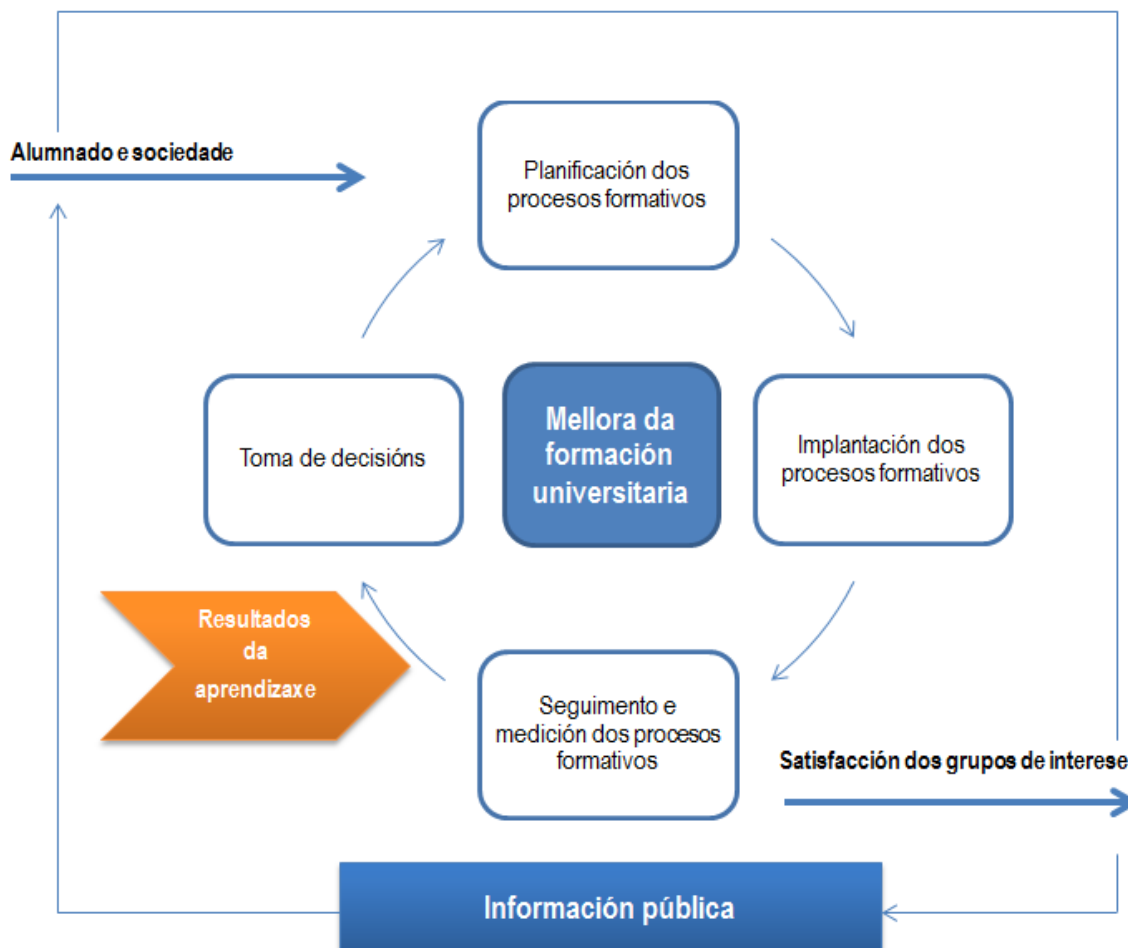 Alumnado e sociedade
Planificación dos
procesos formativos
Toma de decisións
Mellora da
formación
universitaria
Implantación dos
procesos formativos
Resultados
da
aprendizaxe
Seguimento e
medición dos procesos
formativos
Satisfacción dos grupos de interese
Información pública